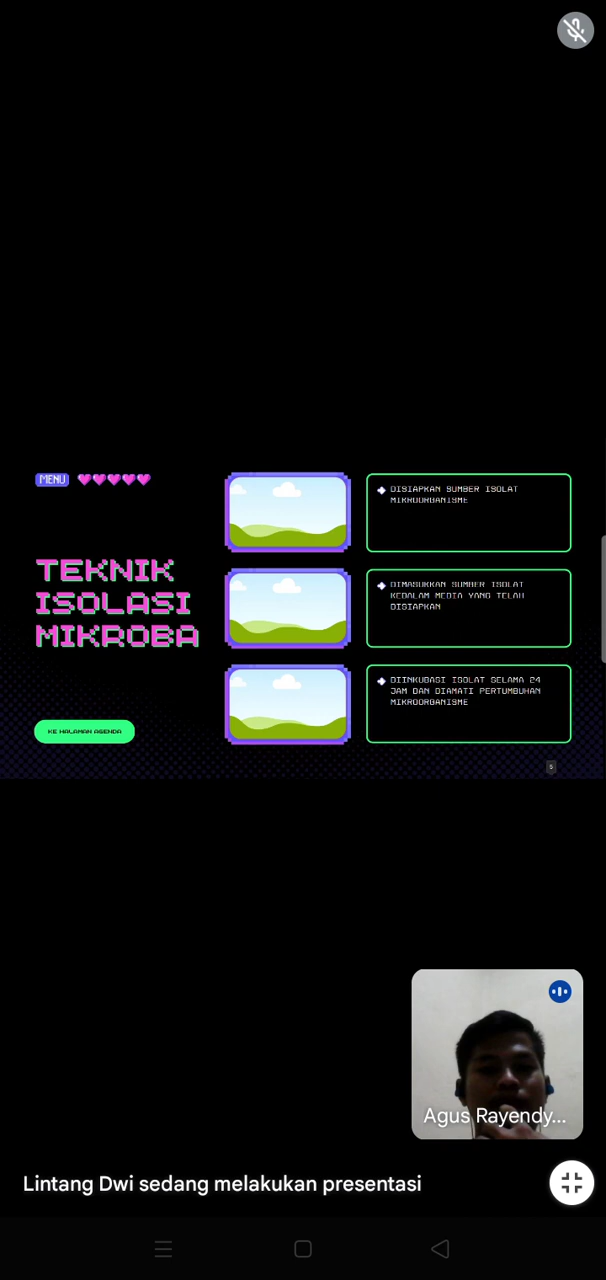 MENU
TEKNIK
ISOLASI
MIKROBA
KE HALAMAN AGENDA
DISIAPKAN SUMBER ISOLAT
MIKROORGANISME
DIMASUKKAN SUMBER ISOLAT
KEDALAM MEDIA YANG TELAH
DISIAPKAN
DIINKUBASI ISOLAT SELAMA 24
JAM DAN DIAMATI PERTUMBUHAN
MIKROORGANISME
5
Agus Rayendy...
Lintang Dwi sedang melakukan presentasi